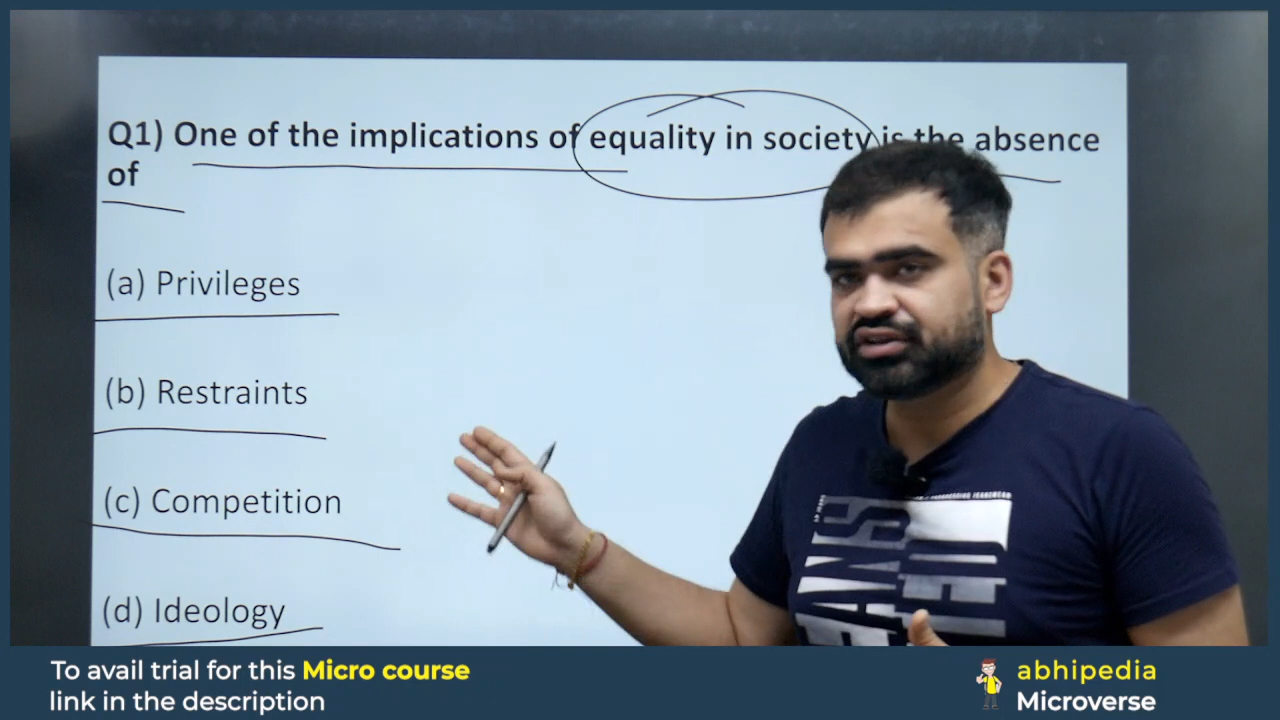 Q1) One of the implications of equality in society is the absence
of
(a) Privileges
(b) Restraints
(c) Competition
(d) Ideology
To avail trial for this Micro course
link in the description
abhipedia
Microverse